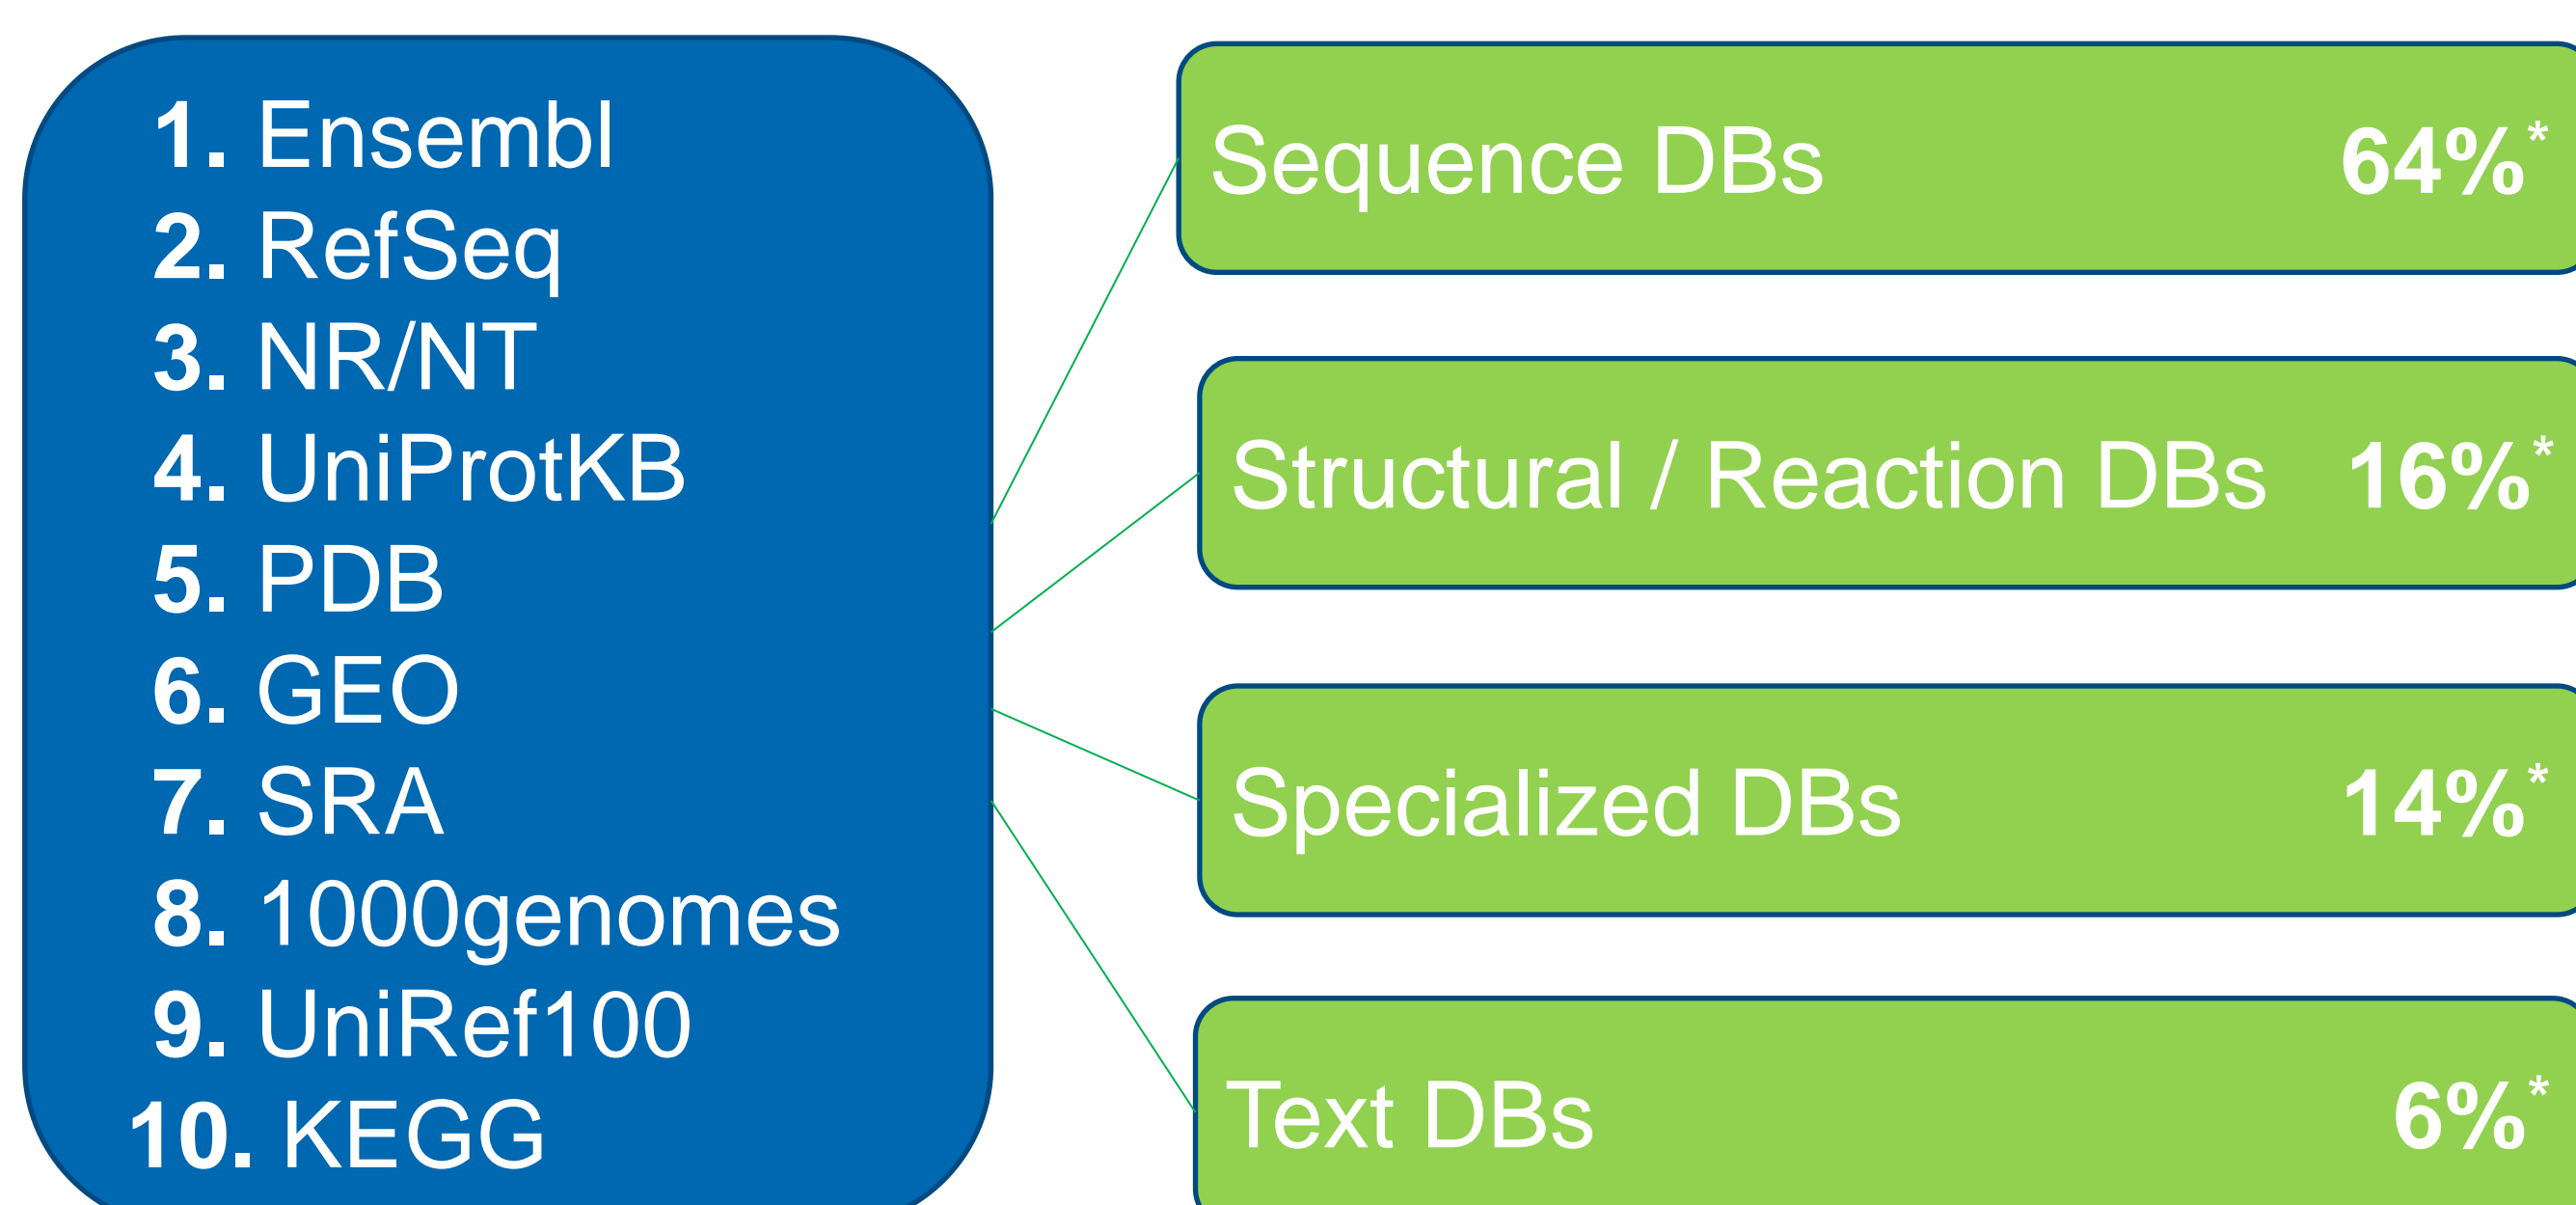 1. Ensembl
2. RefSeq
3. NR/NT
4. UniProtKB
5. PDB
6. GEO
7. SRA
8. 1000genomes
9. UniRef100
10. KEGG
Sequence DBs 64%*
Structural / Reaction DBs 16%*
Specialized DBs 14%*
Text DBs 6%*